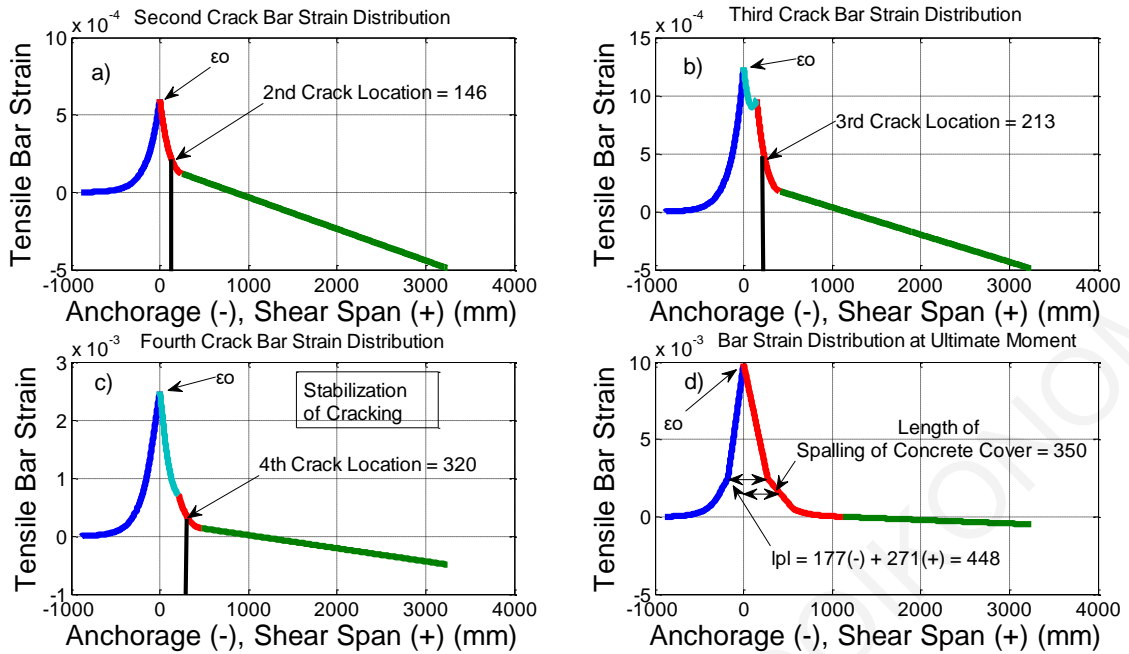 Second Crack Bar Strain Distribution
x 10^-4
10
5
0
-5
a)
εo
2nd Crack Location = 146
Tensile Bar Strain
-1000 0 1000 2000 3000 4000
Anchorage (-), Shear Span (+) (mm)
Third Crack Bar Strain Distribution
x 10^-4
15
10
5
0
-5
b)
εo
3rd Crack Location = 213
Tensile Bar Strain
-1000 0 1000 2000 3000 4000
Anchorage (-), Shear Span (+) (mm)
Fourth Crack Bar Strain Distribution
x 10^-3
3
2
1
0
-1
c)
εo
Stabilization
of Cracking
4th Crack Location = 320
Tensile Bar Strain
-1000 0 1000 2000 3000 4000
Anchorage (-), Shear Span (+) (mm)
Bar Strain Distribution at Ultimate Moment
x 10^-3
10
5
0
-5
d)
εo
Length of
Spalling of Concrete Cover = 350
lpl = 177(-) + 271(+) = 448
Tensile Bar Strain
-1000 0 1000 2000 3000 4000
Anchorage (-), Shear Span (+) (mm)